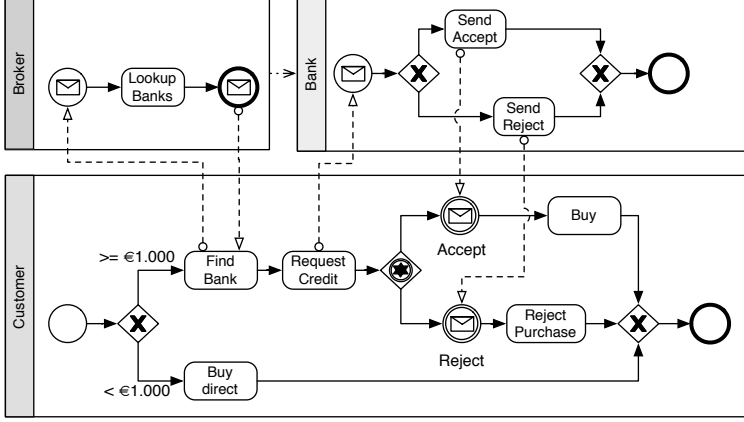 Broker
Lookup
Banks
Bank
Send
Accept
Send
Reject
Customer
>= €1.000
Find
Bank
Request
Credit
Accept
Buy
Reject
Reject
Purchase
< €1.000
Buy
direct